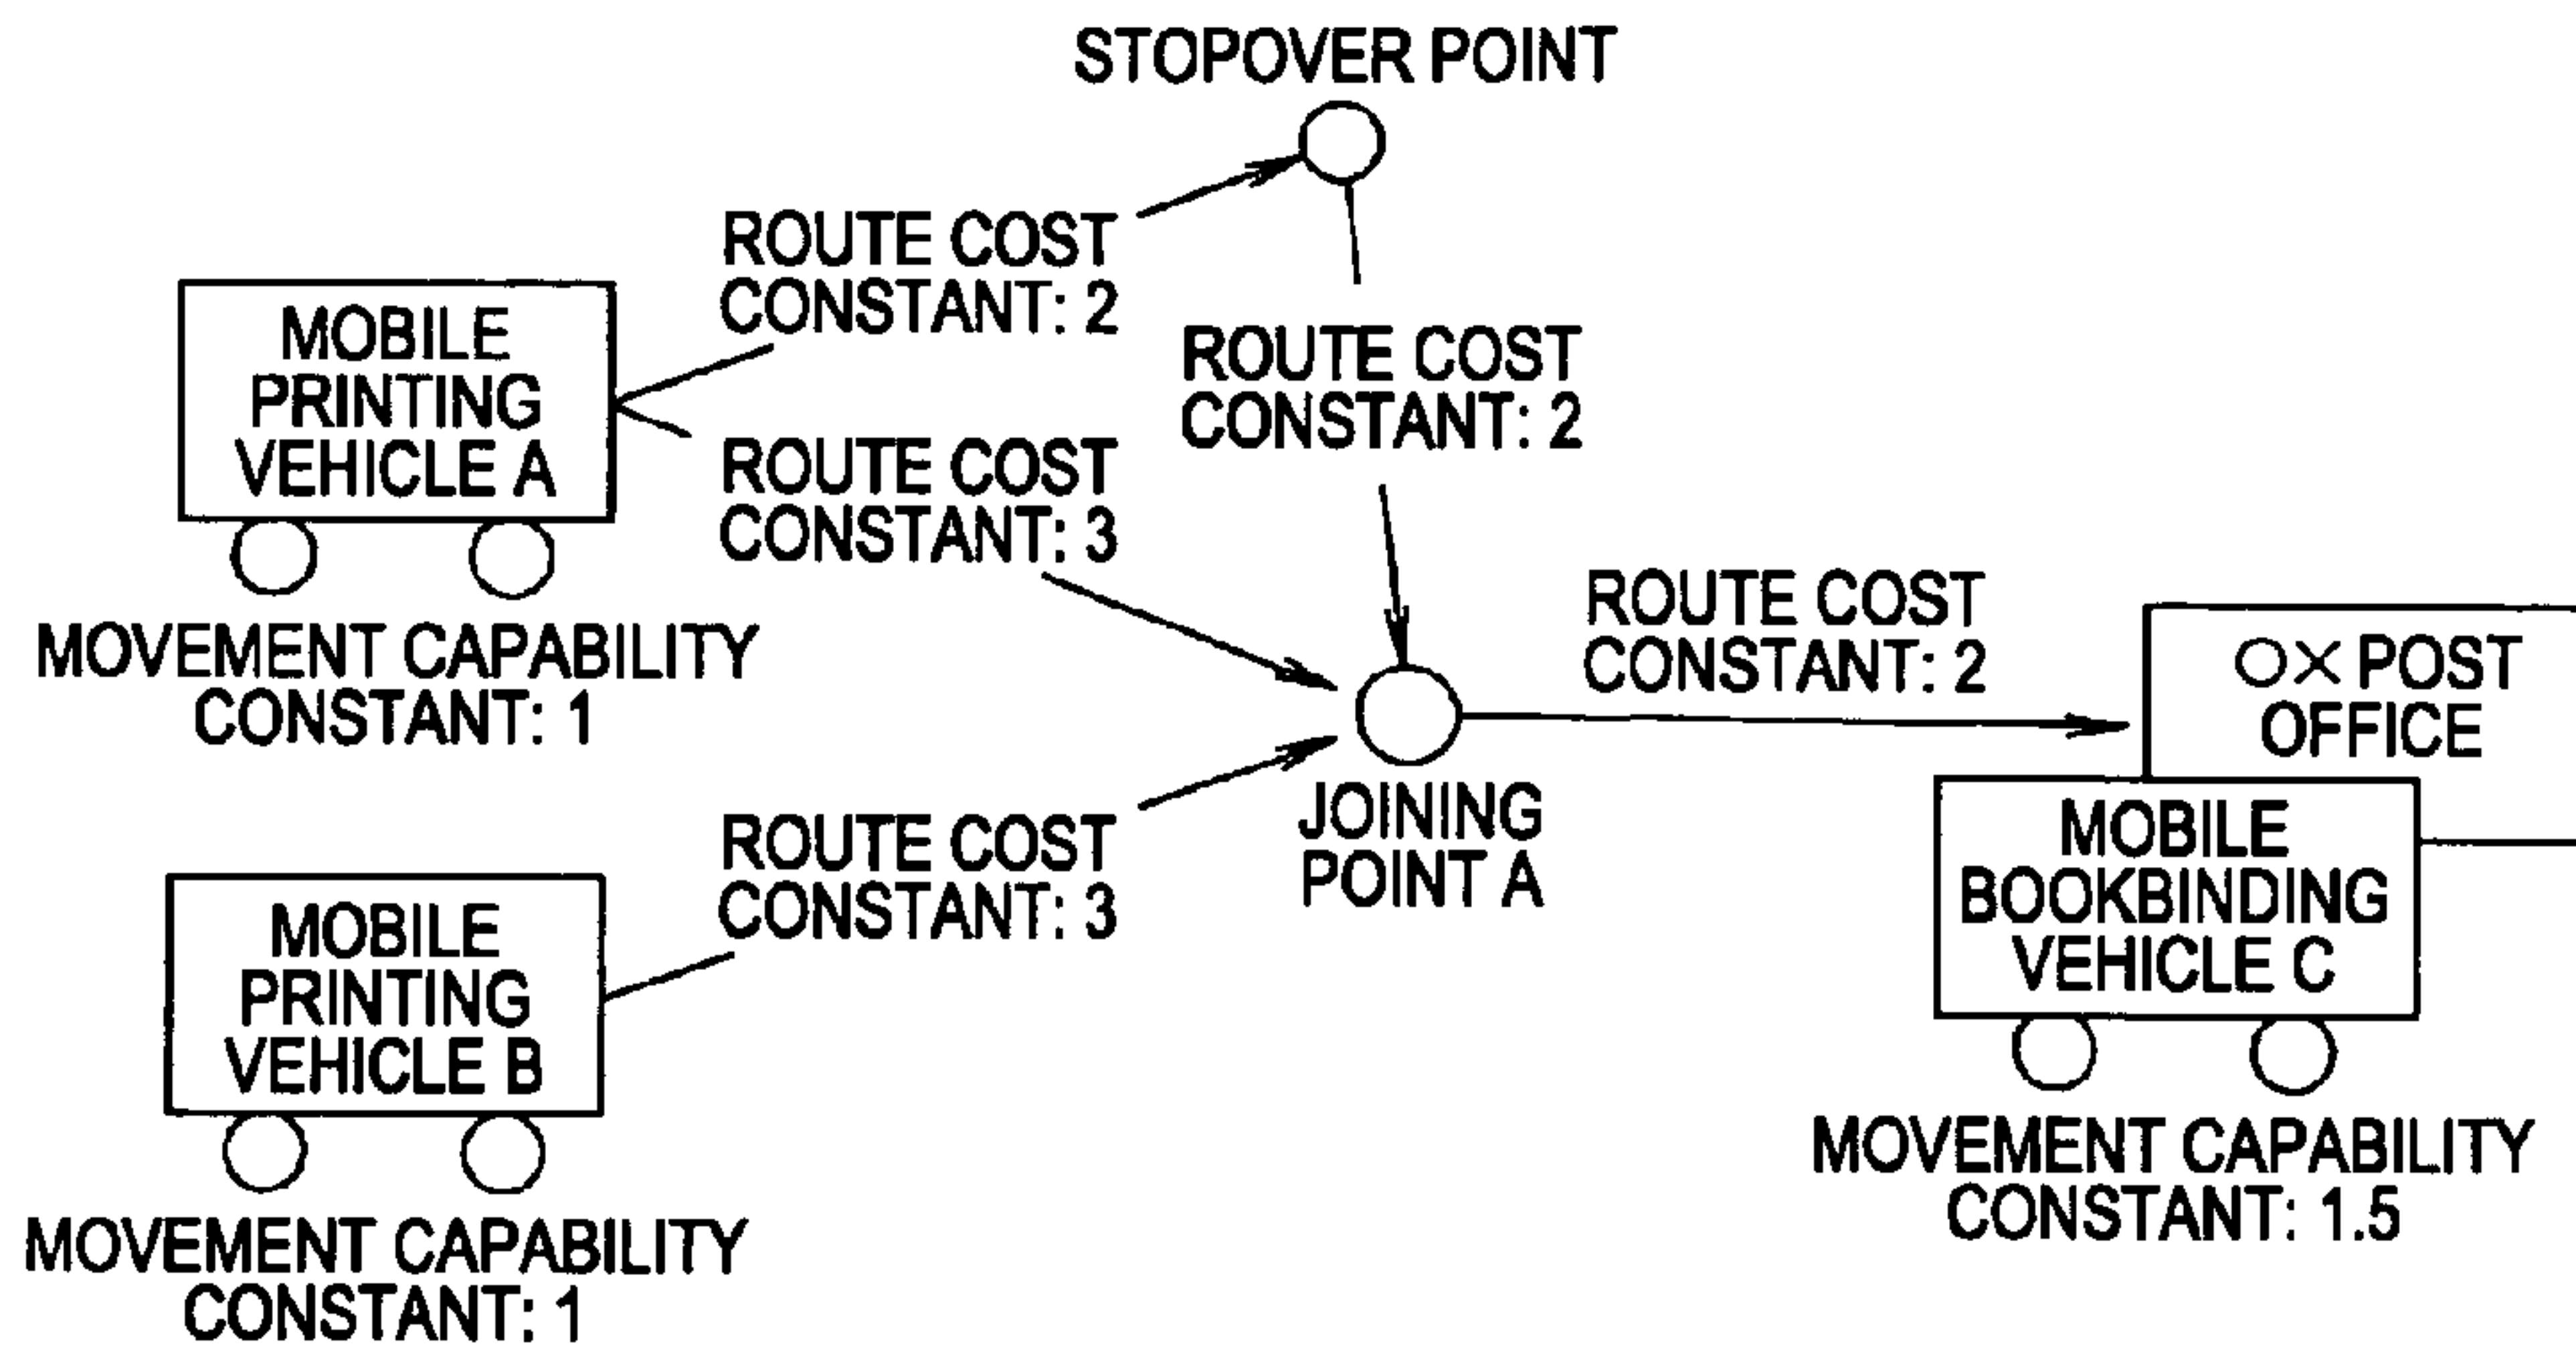 STOPOVER POINT
ROUTE COST
CONSTANT: 2
MOBILE
PRINTING
VEHICLE A
MOVEMENT CAPABILITY
CONSTANT: 1
ROUTE COST
CONSTANT: 3
ROUTE COST
CONSTANT: 2
ROUTE COST
CONSTANT: 2
○× POST
OFFICE
JOINING
POINT A
ROUTE COST
CONSTANT: 3
MOBILE
PRINTING
VEHICLE B
MOVEMENT CAPABILITY
CONSTANT: 1
MOBILE
BOOKBINDING
VEHICLE C
MOVEMENT CAPABILITY
CONSTANT: 1.5